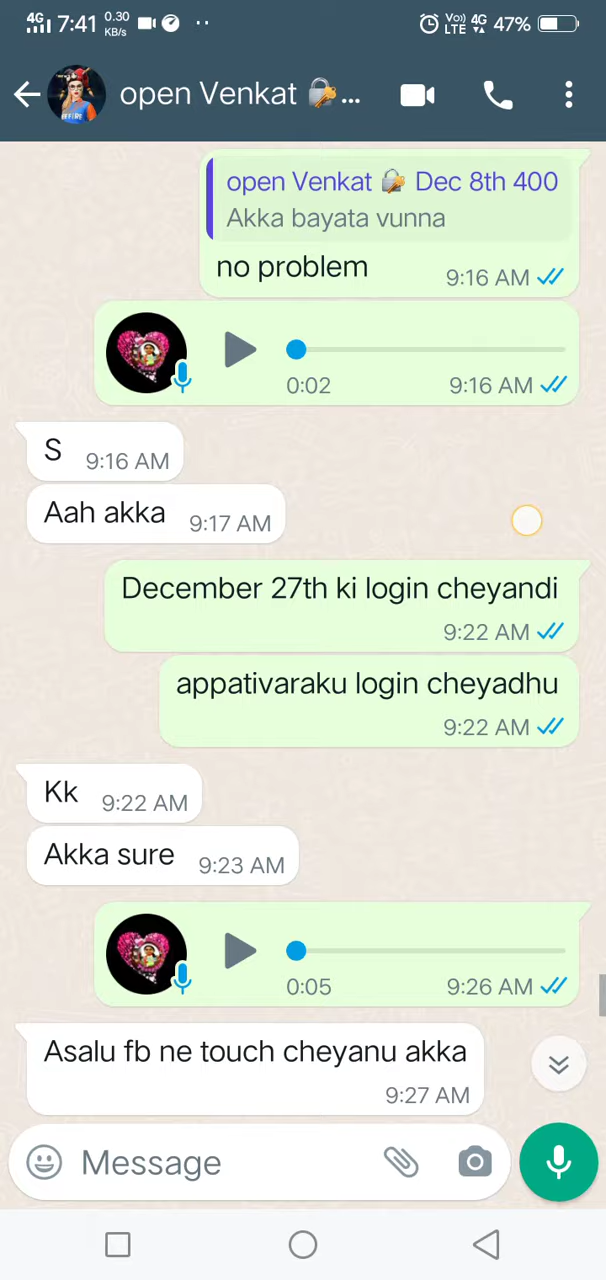 4G 7:41 0.30 KB/s Vo)) LTE 4G 47%
open Venkat 🔐...
open Venkat 🔐 Dec 8th 400
Akka bayata vunna
no problem 9:16 AM
0:02 9:16 AM
S 9:16 AM
Aah akka 9:17 AM
December 27th ki login cheyandi
9:22 AM
appativaraku login cheyadhu
9:22 AM
Kk 9:22 AM
Akka sure 9:23 AM
0:05 9:26 AM
Asalu fb ne touch cheyanu akka
9:27 AM
Message